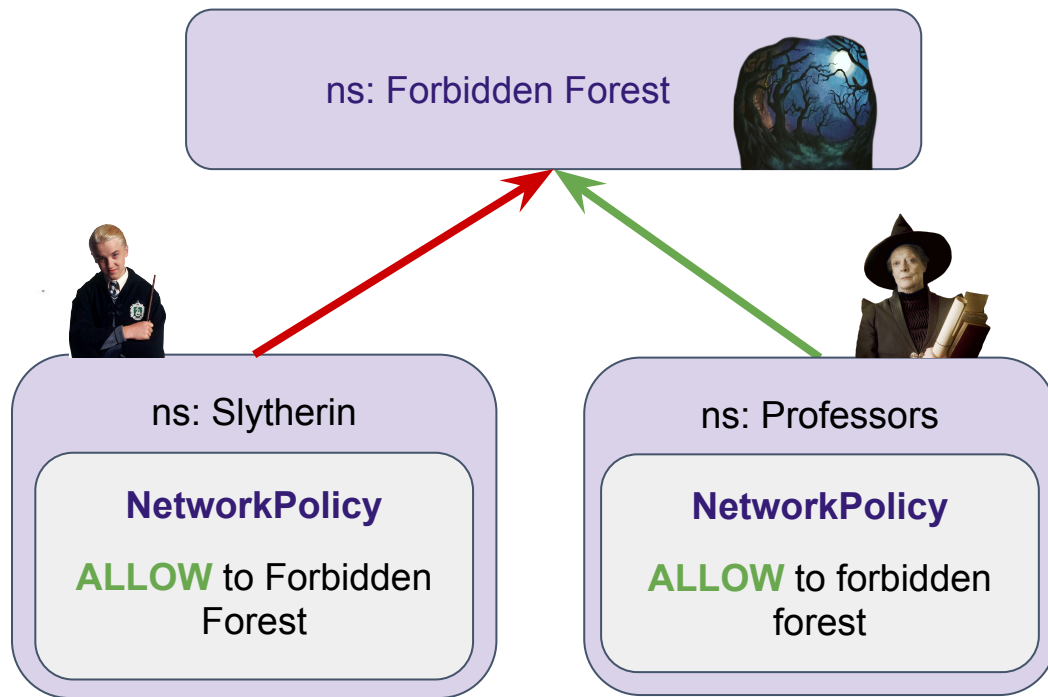 ns: Forbidden Forest
ns: Slytherin
NetworkPolicy
ALLOW to Forbidden
Forest
ns: Professors
NetworkPolicy
ALLOW to forbidden
forest